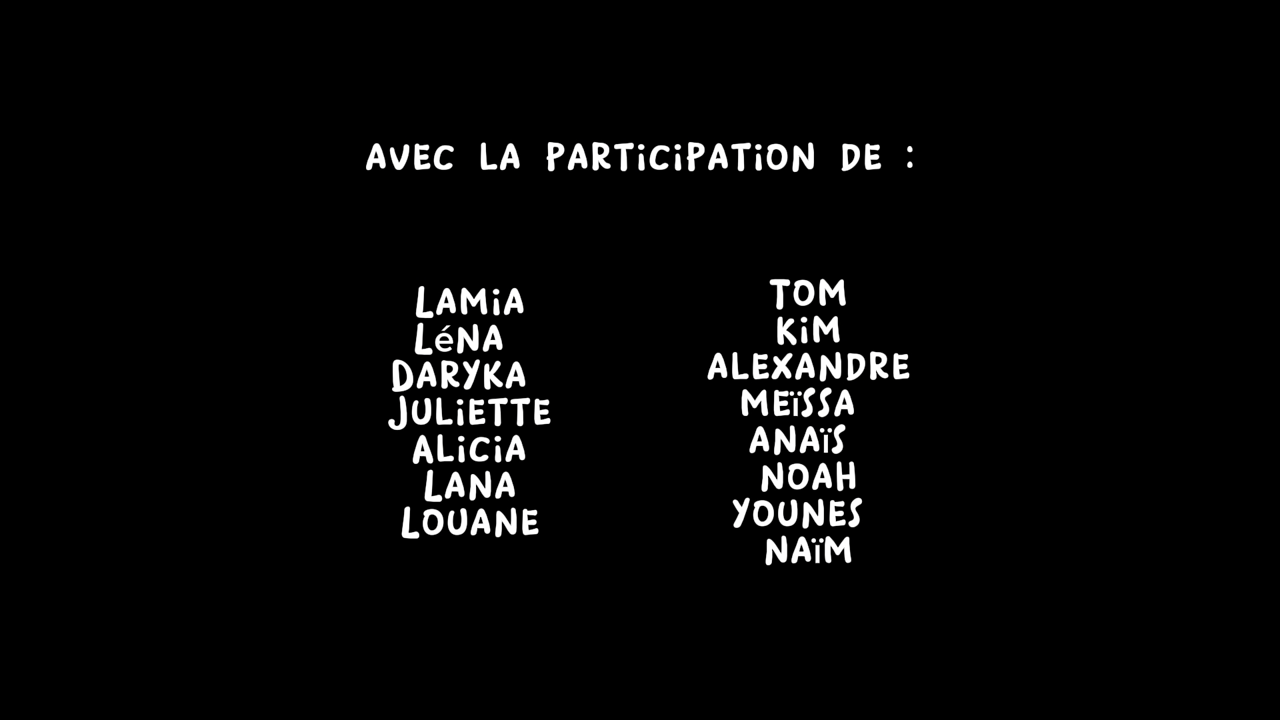 AVEC LA PARTiCiPATiON DE :
LAMiA
LéNA
DARYKA
JULiETTE
ALiCiA
LANA
LOUANE
TOM
KiM
ALEXANDRE
MEïSSA
ANAïS
NOAH
YOUNES
NAïM